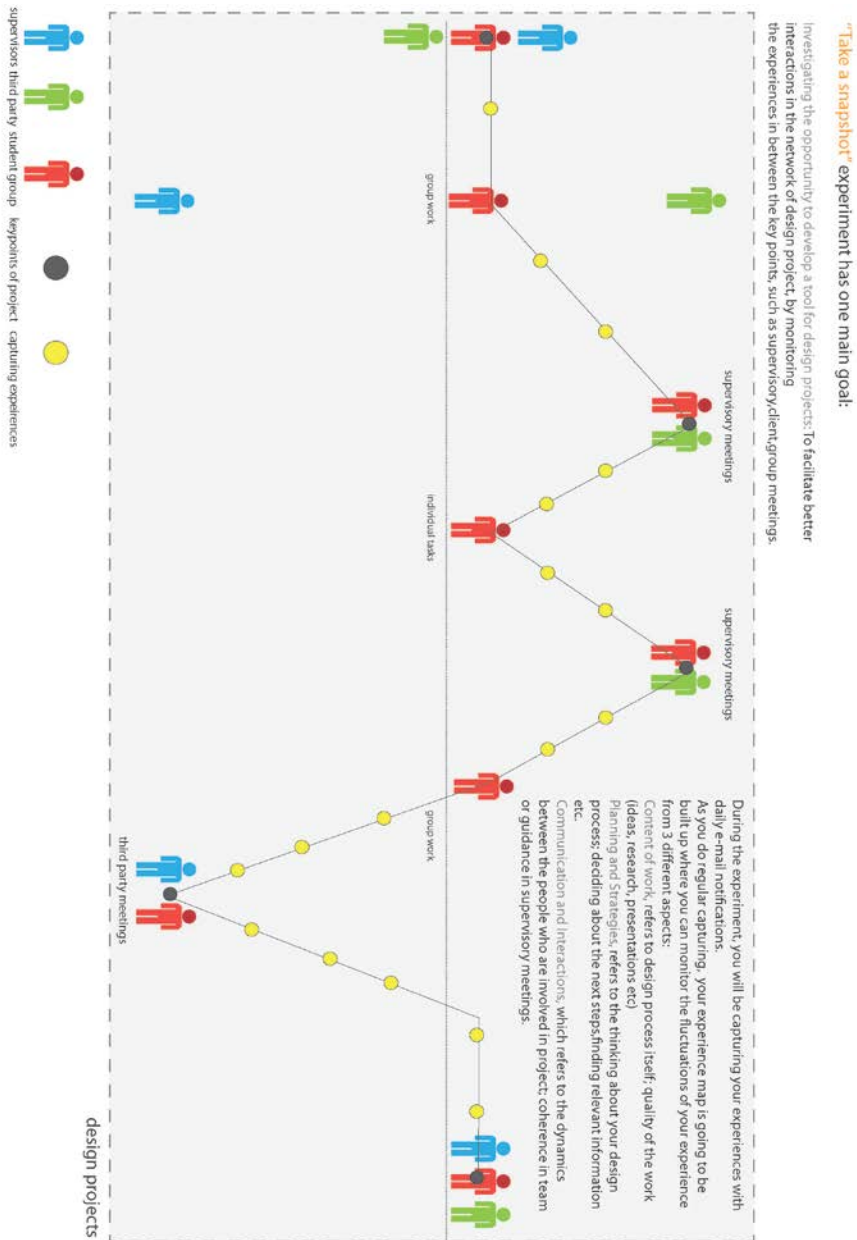 "Take a snapshot" experiment has one main goal:
Investigating the opportunity to develop a tool for design projects: To facilitate better
interactions in the network of design project, by monitoring
the experiences in between the key points, such as supervisory,client,group meetings.
supervisory meetings
supervisory meetings
During the experiment, you will be capturing your experiences with
daily e-mail notifications.
As you do regular capturing, your experience map is going to be
built up where you can monitor the fluctuations of your experience
from 3 different aspects:
Content of work, refers to design process itself; quality of the work
(ideas, research, presentations etc)
Planning and Strategies, refers to the thinking about your design
process; deciding about the next steps,finding relevant information
etc.
Communication and Interactions, which refers to the dynamics
between the people who are involved in project; coherence in team
or guidance in supervisory meetings.
group work
individual tasks
group work
third party meetings
design projects
supervisors third party student group keypoints of project capturing expeirences